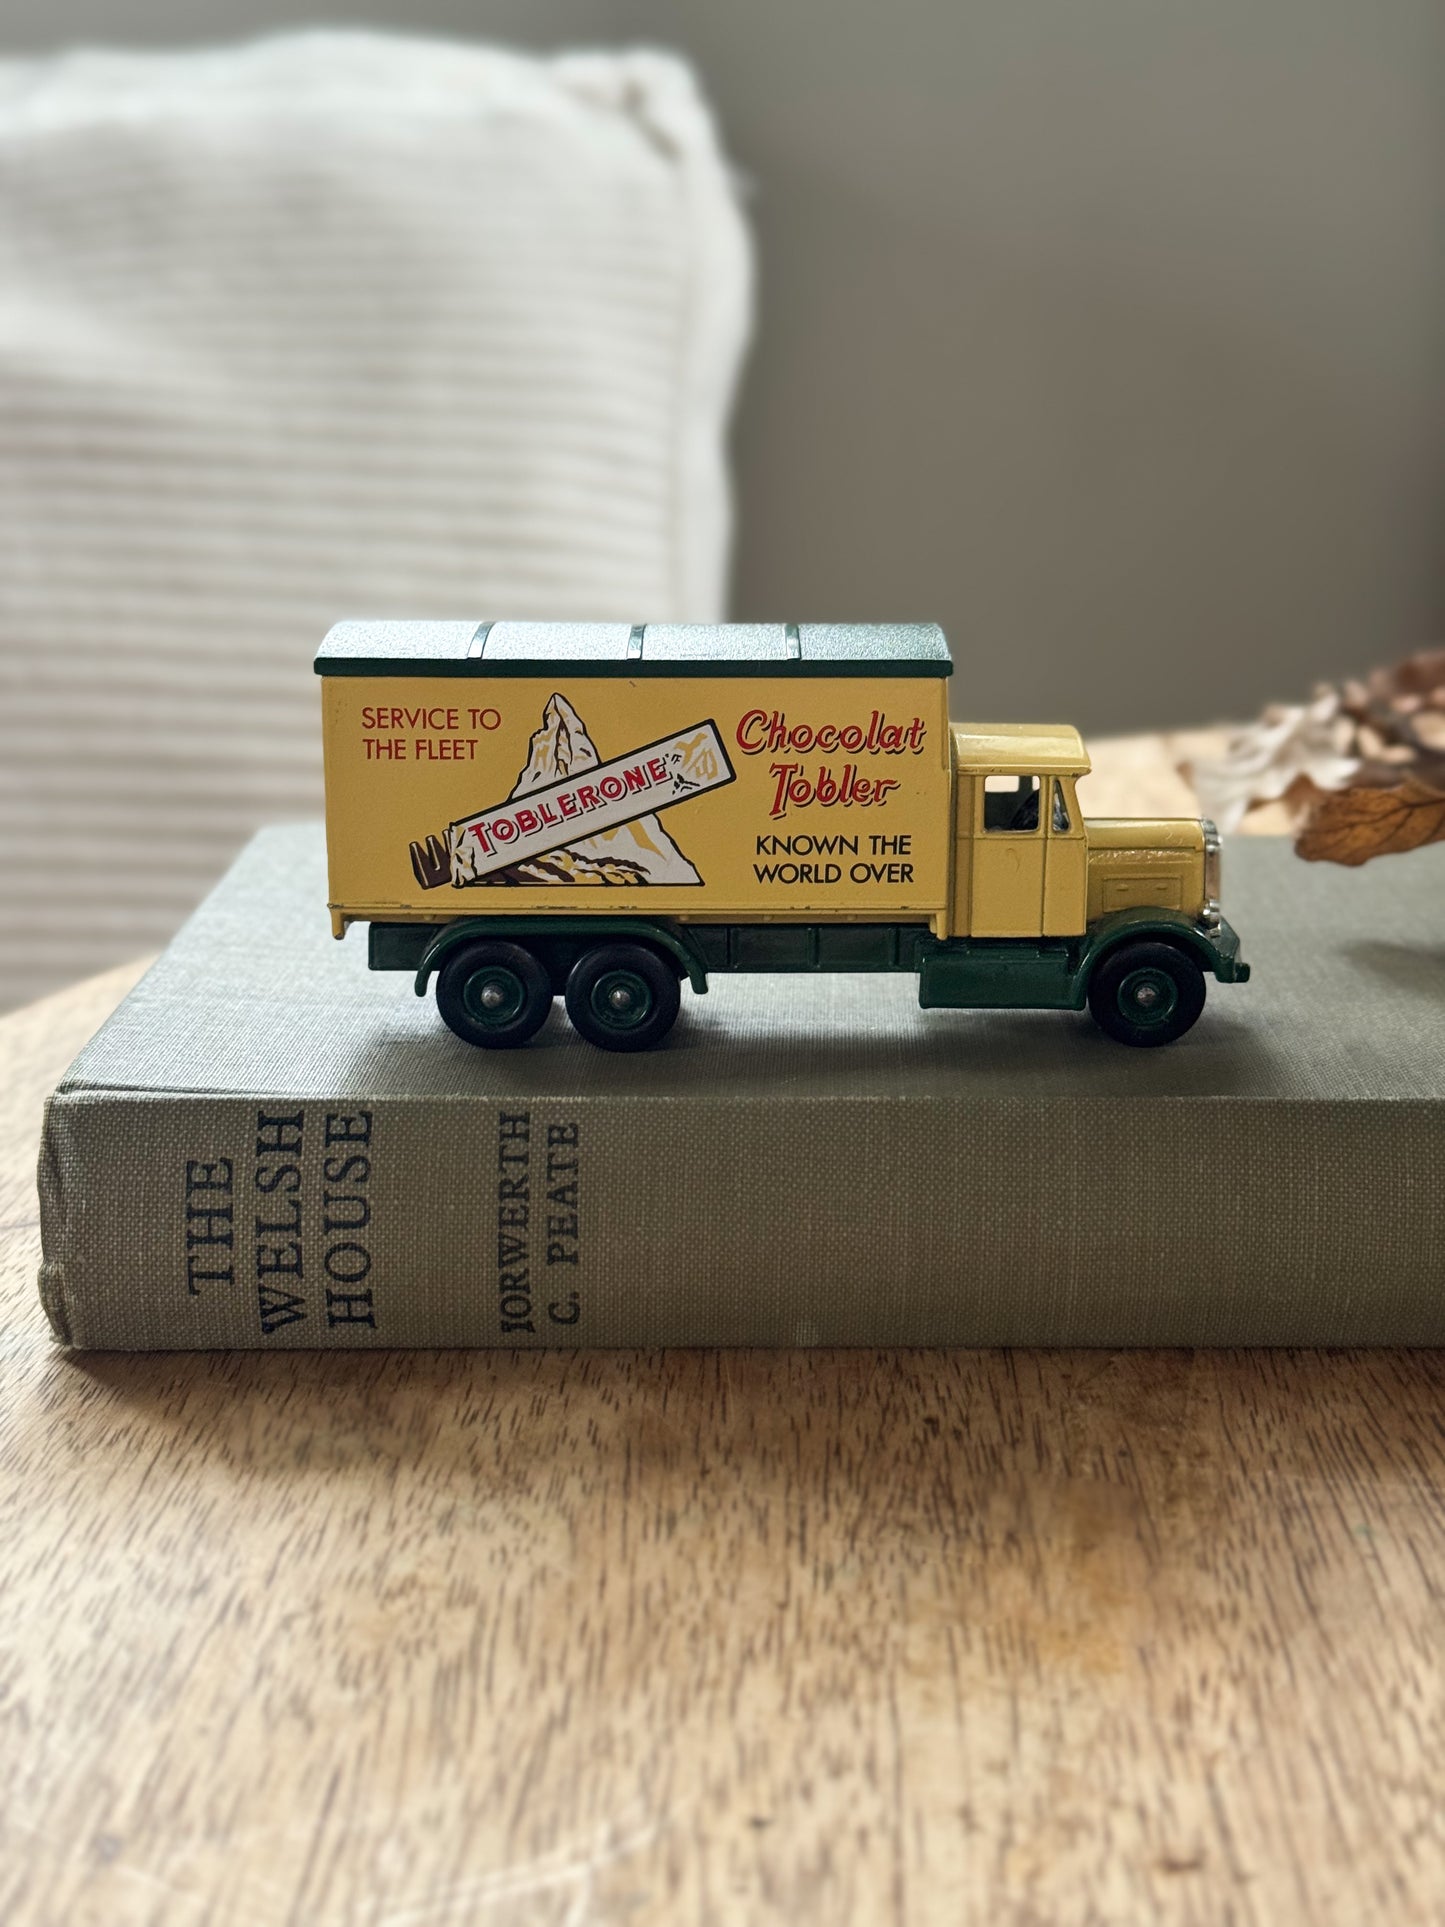 SERVICE TO
THE FLEET
TOBLERONE
Chocolat
Tobler
KNOWN THE
WORLD OVER
THE
WELSH
HOUSE
IORWERTH
C. PEATE